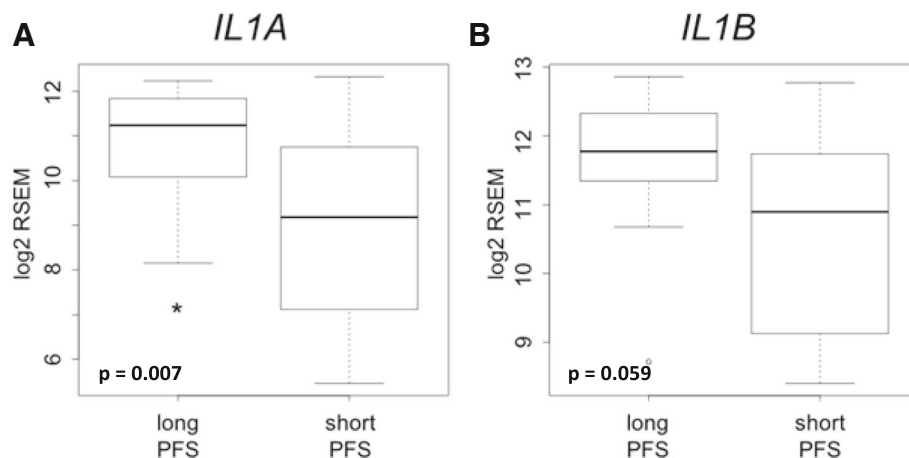 A
IL1A
log2 RSEM
12
10
8
6
*
p = 0.007
long
PFS
short
PFS
B
IL1B
log2 RSEM
13
12
11
10
9
p = 0.059
long
PFS
short
PFS